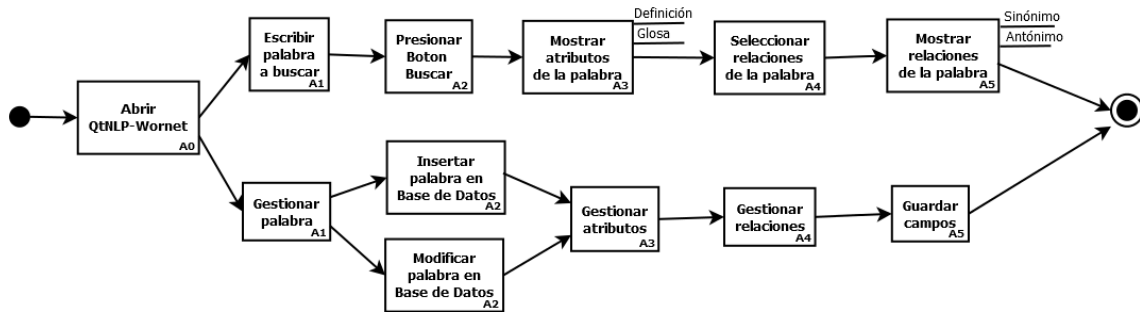 Escribir
palabra
a buscar
A1
Presionar
Boton
Buscar
A2
Mostrar
atributos
de la palabra
A3
Definición
Glosa
Seleccionar
relaciones
de la palabra
A4
Mostrar
relaciones
de la palabra
A5
Sinónimo
Antónimo
Abrir
QtNLP-Wornet
A0
Gestionar
palabra
A1
Insertar
palabra en
Base de Datos
A2
Modificar
palabra en
Base de Datos
A2
Gestionar
atributos
A3
Gestionar
relaciones
A4
Guardar
campos
A5